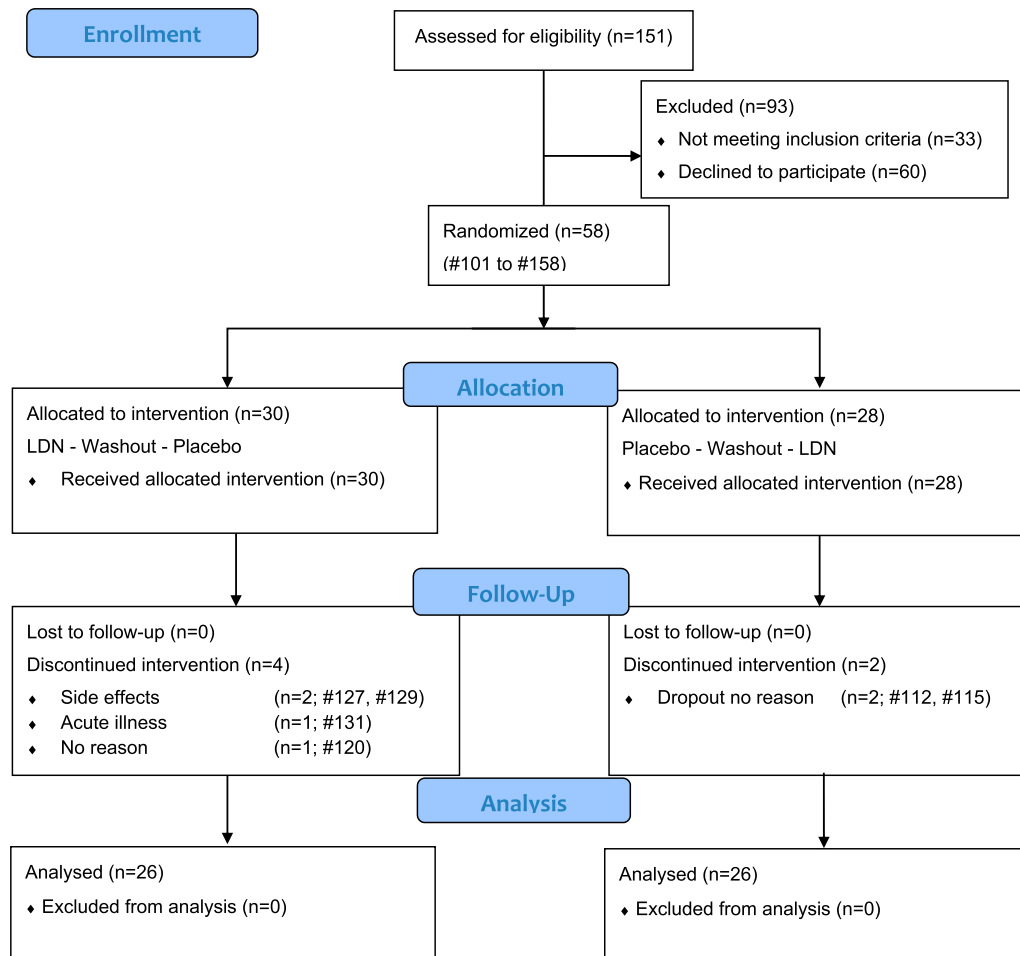 Enrollment
Assessed for eligibility (n=151)
Excluded (n=93)
♦ Not meeting inclusion criteria (n=33)
♦ Declined to participate (n=60)
Randomized (n=58)
(#101 to #158)
Allocation
Allocated to intervention (n=30)
LDN - Washout - Placebo
♦ Received allocated intervention (n=30)
Allocated to intervention (n=28)
Placebo - Washout - LDN
♦ Received allocated intervention (n=28)
Follow-Up
Lost to follow-up (n=0)
Discontinued intervention (n=4)
♦ Side effects (n=2; #127, #129)
♦ Acute illness (n=1; #131)
♦ No reason (n=1; #120)
Lost to follow-up (n=0)
Discontinued intervention (n=2)
♦ Dropout no reason (n=2; #112, #115)
Analysis
Analysed (n=26)
♦ Excluded from analysis (n=0)
Analysed (n=26)
♦ Excluded from analysis (n=0)